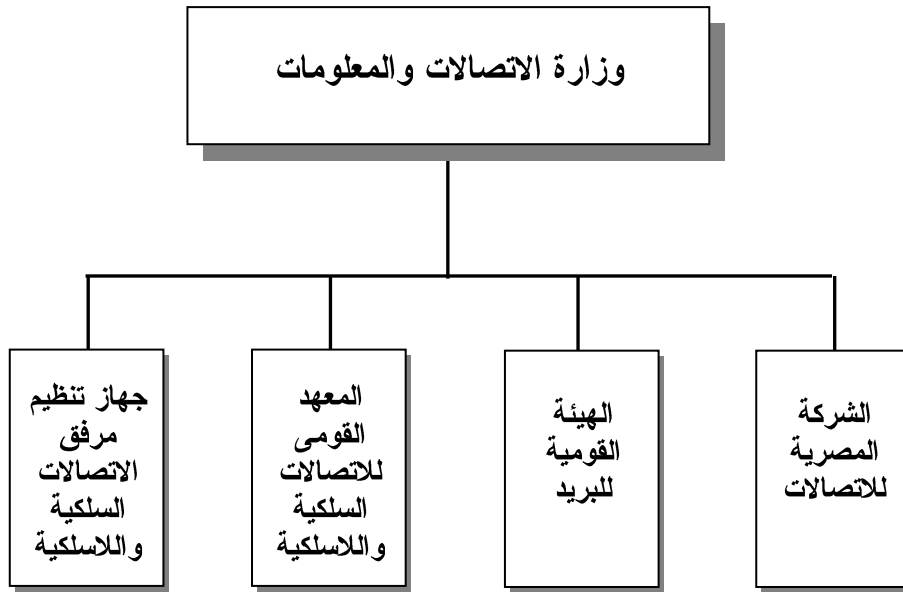 وزارة الاتصالات والمعلومات
الشركة
المصرية
للاتصالات
الهيئة
القومية
للبريد
المعهد
القومى
للاتصالات
السلكية
واللاسلكية
جهاز تنظيم
مرفق
الاتصالات
السلكية
واللاسلكية